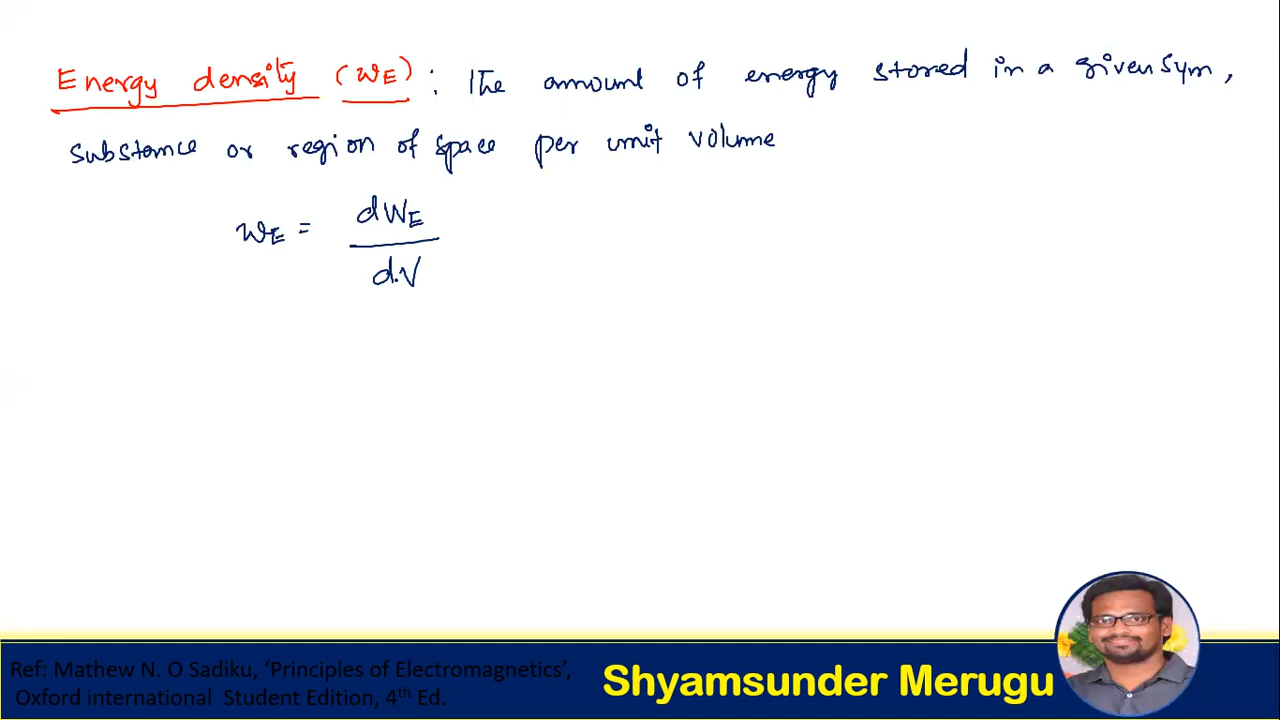 Energy density (wE) : The amount of energy stored in a given sym,
substance or region of space per unit volume
wE = dWE
dV
Ref: Mathew N. O Sadiku, ‘Principles of Electromagnetics’,
Oxford international Student Edition, 4th Ed.
Shyamsunder Merugu